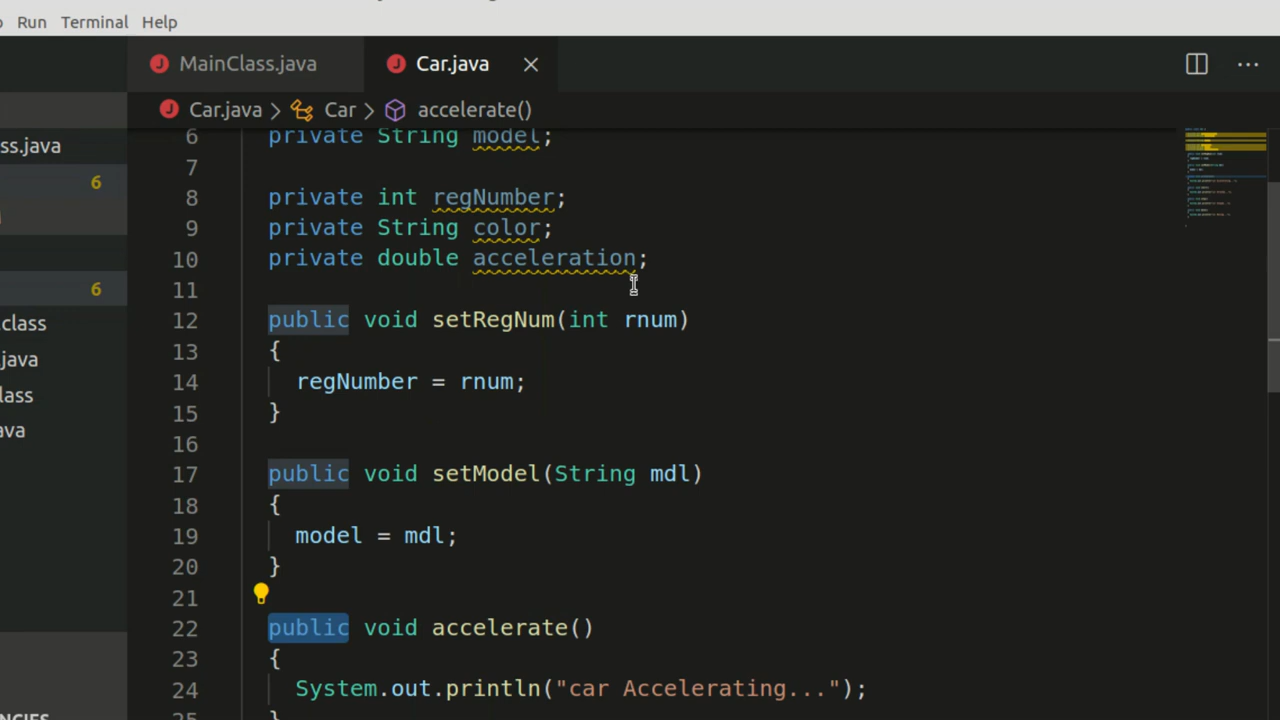 Run Terminal Help
MainClass.java Car.java
Car.java > Car > accelerate()
ss.java
6
6
class
java
lass
ava
6 private String model;
7
8 private int regNumber;
9 private String color;
10 private double acceleration;
11
12 public void setRegNum(int rnum)
13 {
14 regNumber = rnum;
15 }
16
17 public void setModel(String mdl)
18 {
19 model = mdl;
20 }
21
22 public void accelerate()
23 {
24 System.out.println("car Accelerating...");
25 }
NCIES